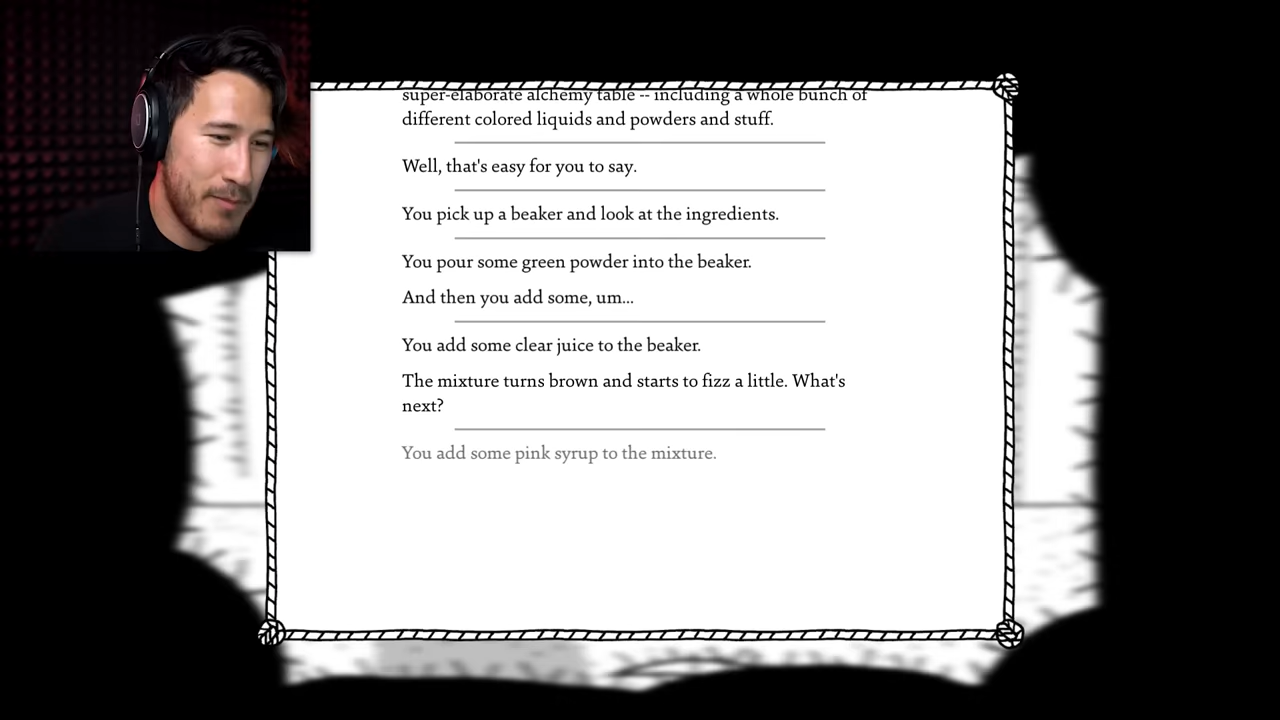 super-elaborate alchemy table -- including a whole bunch of
different colored liquids and powders and stuff.
Well, that's easy for you to say.
You pick up a beaker and look at the ingredients.
You pour some green powder into the beaker.
And then you add some, um...
You add some clear juice to the beaker.
The mixture turns brown and starts to fizz a little. What's
next?
You add some pink syrup to the mixture.